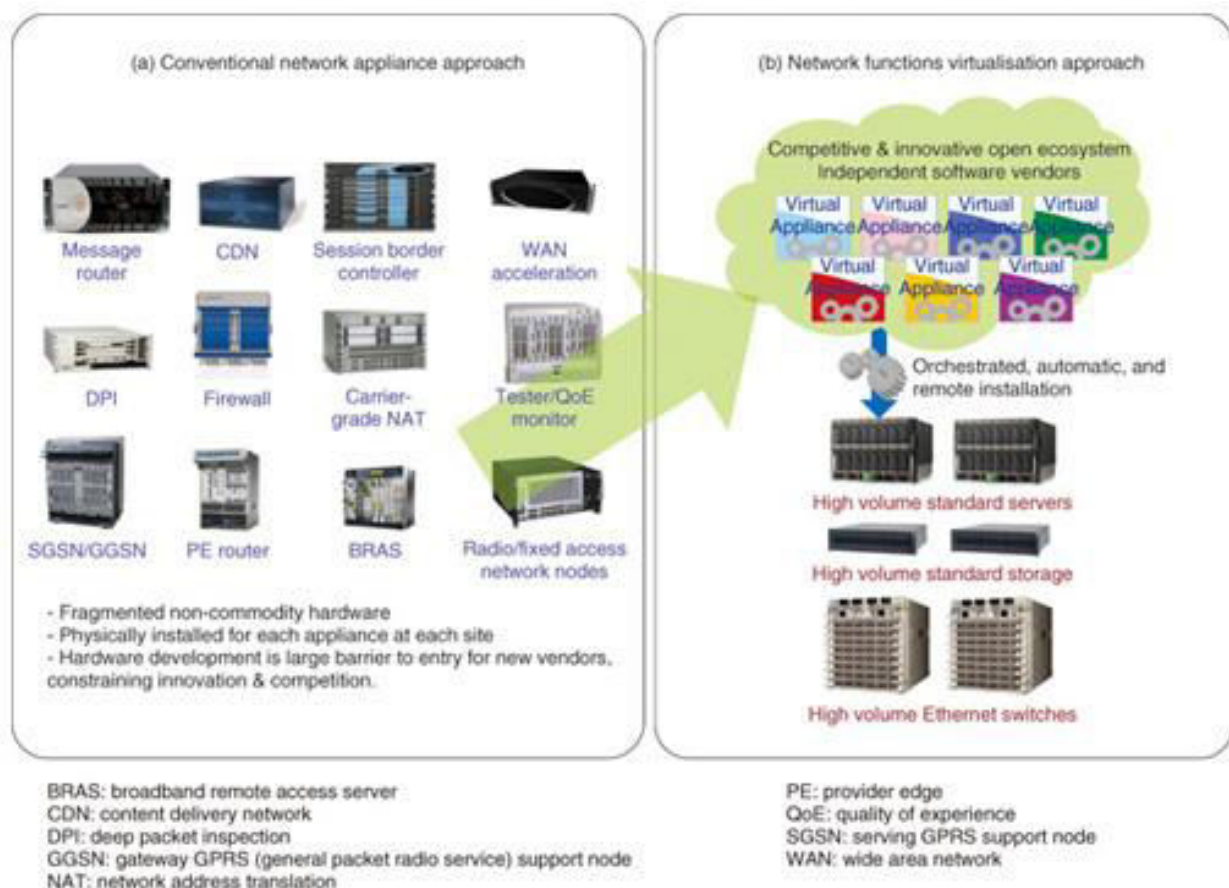 (a) Conventional network appliance approach
Message
router
CDN
Session border
controller
WAN
acceleration
DPI
Firewall
Carrier-
grade NAT
Tester/QoE
monitor
SGSN/GGSN
PE router
BRAS
Radio/fixed access
network nodes
- Fragmented non-commodity hardware
- Physically installed for each appliance at each site
- Hardware development is large barrier to entry for new vendors,
constraining innovation & competition.
(b) Network functions virtualisation approach
Competitive & innovative open ecosystem
Independent software vendors
Virtual
Appliance
Virtual
Appliance
Virtual
Appliance
Virtual
Appliance
Virtual
Appliance
Virtual
Appliance
Virtual
Appliance
Orchestrated, automatic, and
remote installation
High volume standard servers
High volume standard storage
High volume Ethernet switches
BRAS: broadband remote access server
CDN: content delivery network
DPI: deep packet inspection
GGSN: gateway GPRS (general packet radio service) support node
NAT: network address translation
PE: provider edge
QoE: quality of experience
SGSN: serving GPRS support node
WAN: wide area network